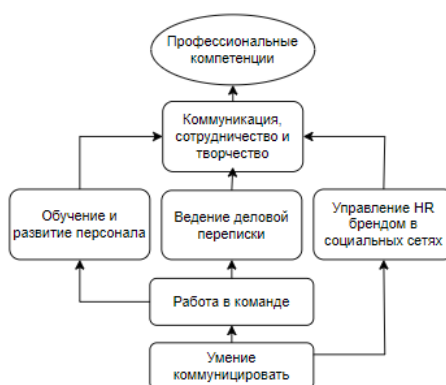 Профессиональные
компетенции
Коммуникация,
сотрудничество и
творчество
Обучение и
развитие персонала
Ведение деловой
переписки
Управление HR
брендом в
социальных сетях
Работа в команде
Умение
коммуницировать